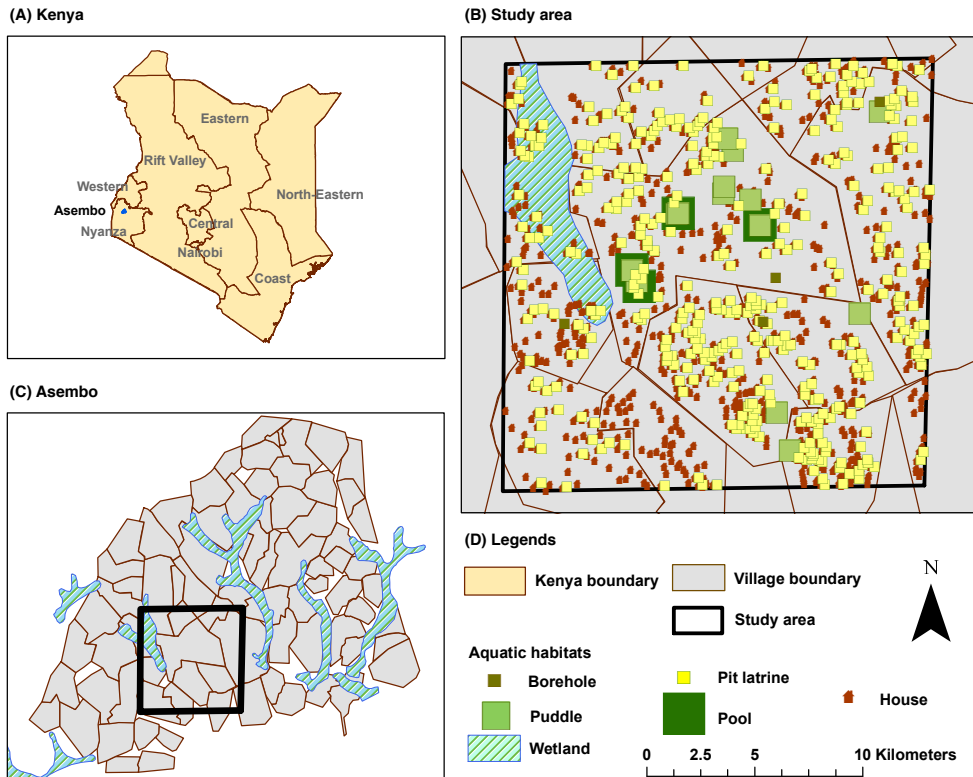 (A) Kenya
Eastern
Rift Valley
Western
North-Eastern
Asembo
Central
Nyanza
Nairobi
Coast
(B) Study area
(C) Asembo
(D) Legends
N
Kenya boundary
Village boundary
Study area
Aquatic habitats
Borehole
Pit latrine
House
Puddle
Pool
Wetland
0 2.5 5 10 Kilometers